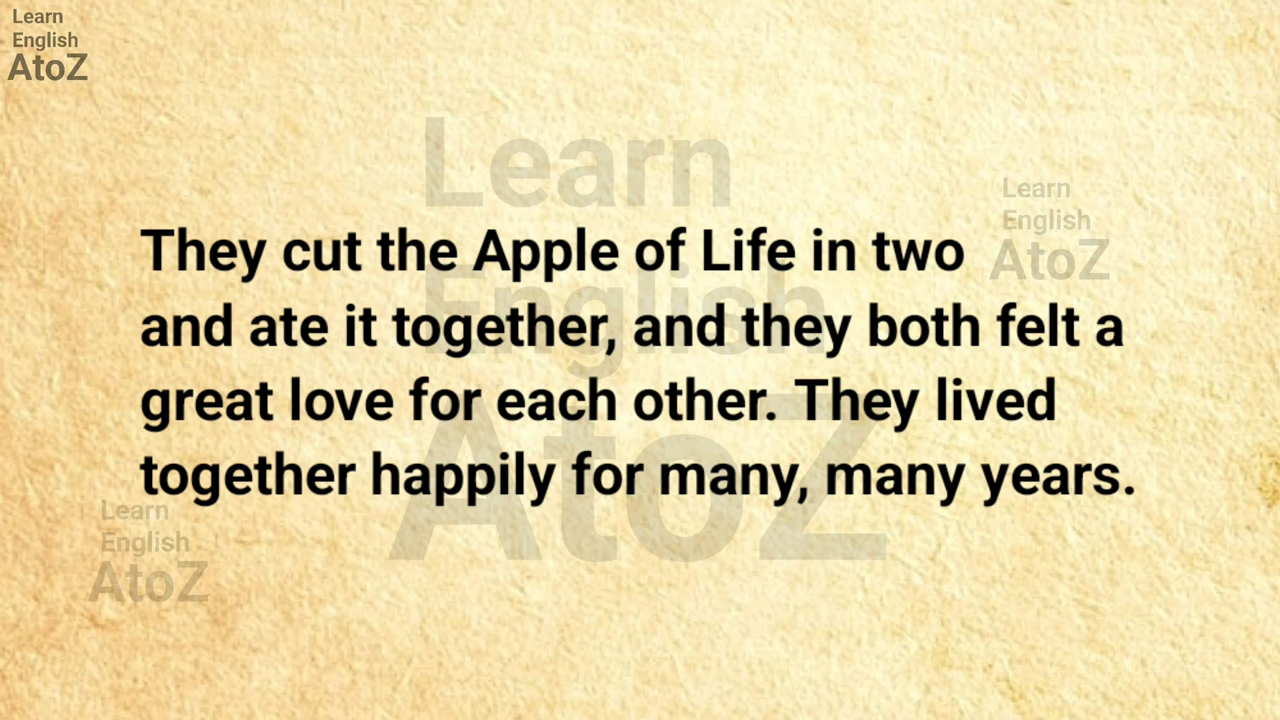 Learn
English
AtoZ
Learn
English
AtoZ
They cut the Apple of Life in two
and ate it together, and they both felt a
great love for each other. They lived
together happily for many, many years.
Learn
English
AtoZ
Learn
English
AtoZ